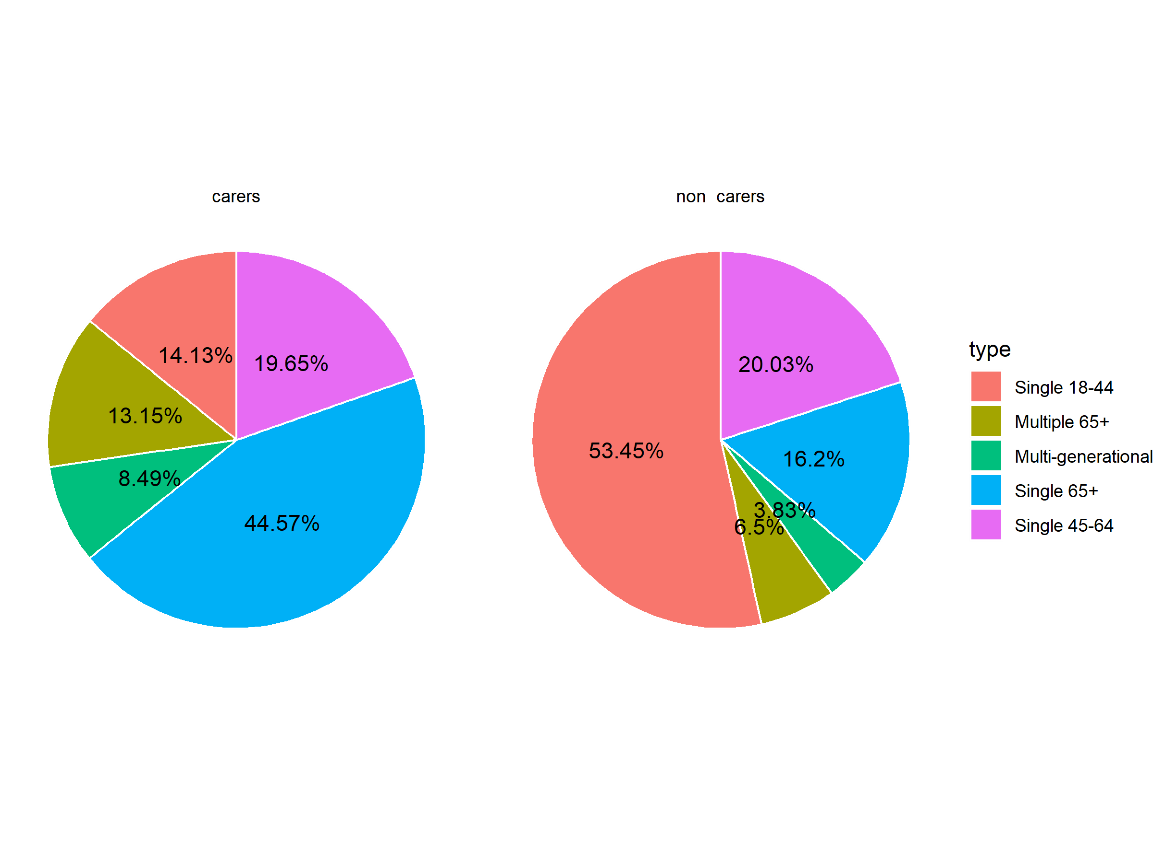 carers
non  carers
14.13%
19.65%
13.15%
8.49%
44.57%
20.03%
53.45%
16.2%
3.83%
6.5%
type
Single 18-44
Multiple 65+
Multi-generational
Single 65+
Single 45-64